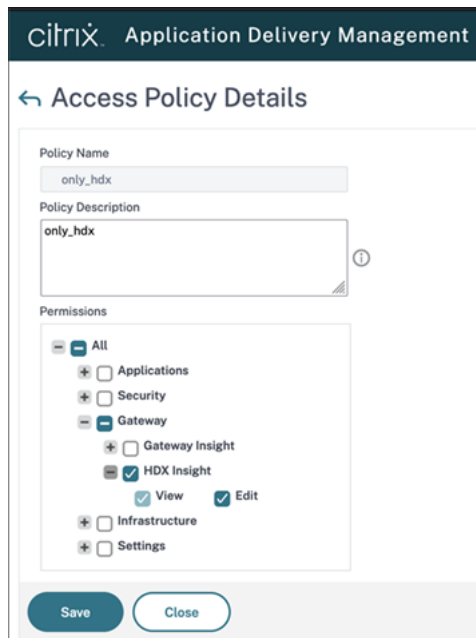 citrix. Application Delivery Management
Access Policy Details
Policy Name
only_hdx
Policy Description
only_hdx
Permissions
All
Applications
Security
Gateway
Gateway Insight
HDX Insight
View Edit
Infrastructure
Settings
Save Close